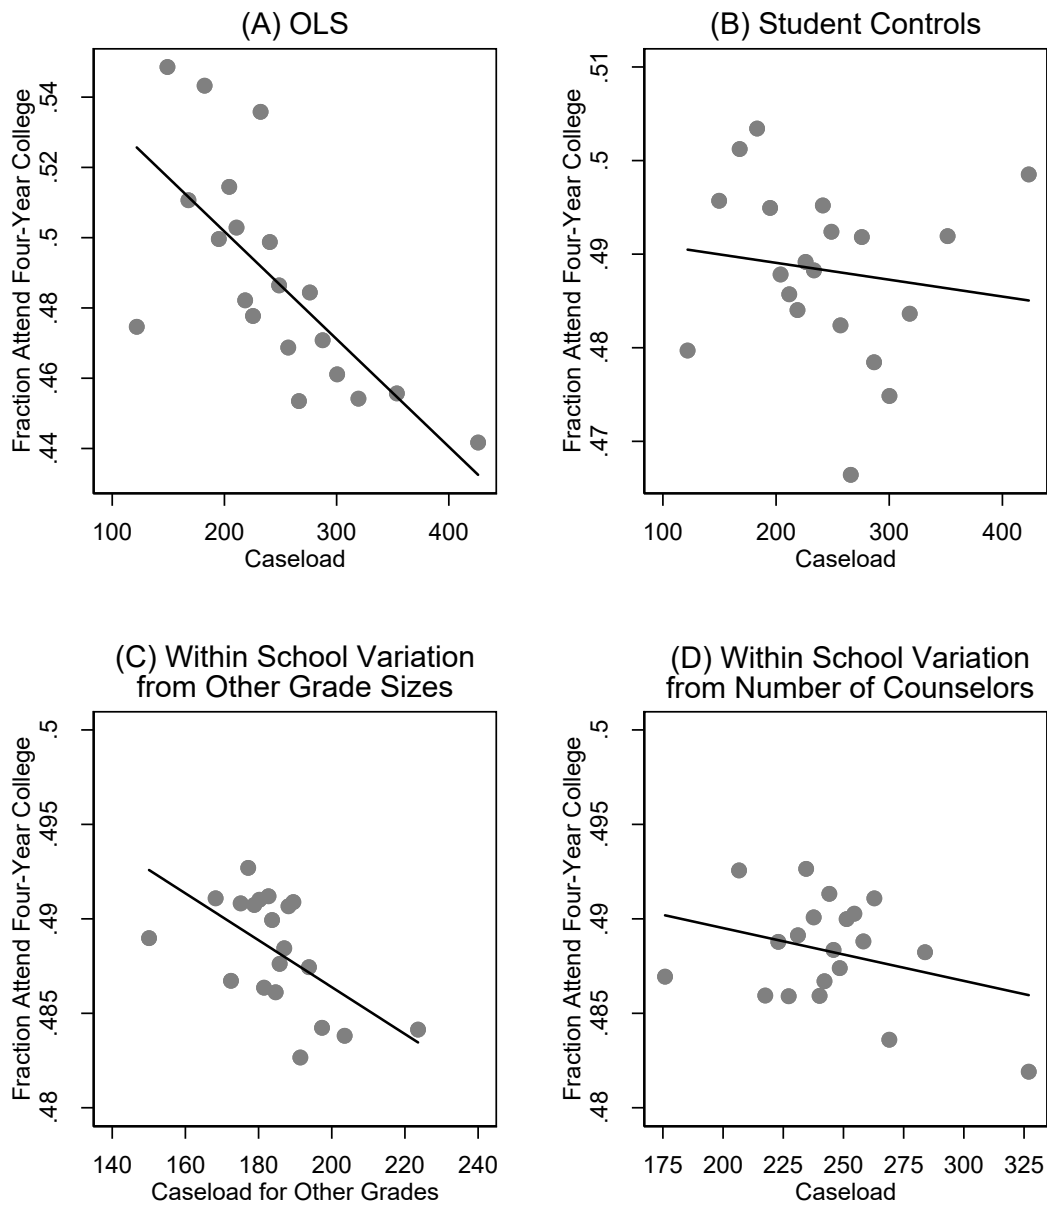 (A) OLS
Fraction Attend Four-Year College
.54
.52
.5
.48
.46
.44
100 200 300 400
Caseload
(B) Student Controls
Fraction Attend Four-Year College
.51
.5
.49
.48
.47
100 200 300 400
Caseload
(C) Within School Variation
from Other Grade Sizes
Fraction Attend Four-Year College
.5
.495
.49
.485
.48
140 160 180 200 220 240
Caseload for Other Grades
(D) Within School Variation
from Number of Counselors
Fraction Attend Four-Year College
.5
.495
.49
.485
.48
175 200 225 250 275 300 325
Caseload